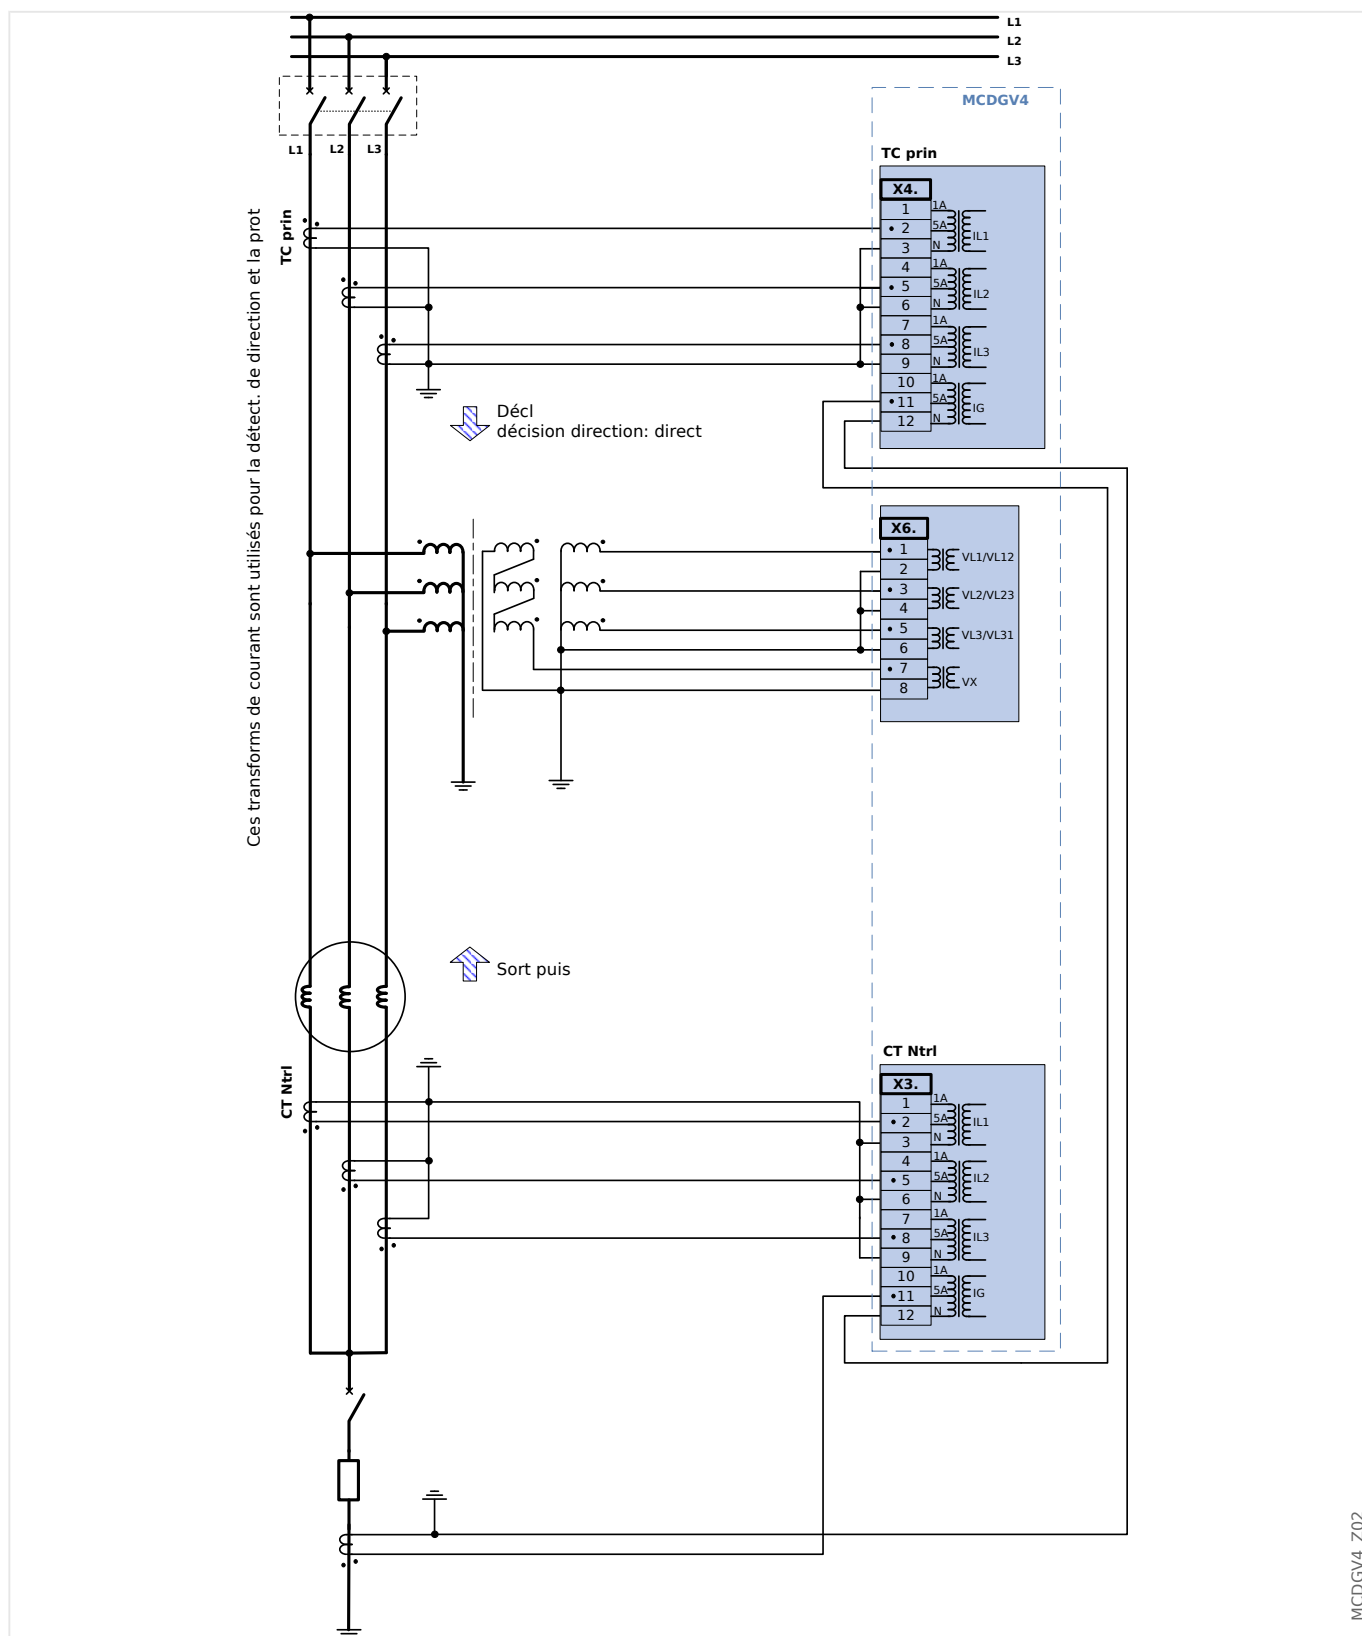 L1
L2
L3
MCDGV4
L1 L2 L3
TC prin
X4.
1 1A
2 5A IL1
3 N
4 1A
5 5A IL2
6 N
7 1A
8 5A IL3
9 N
10 1A
11 5A IG
12 N
TC prin
Ces transforms de courant sont utilisés pour la détect. de direction et la prot
Décl
décision direction: direct
X6.
1 VL1/VL12
2
3 VL2/VL23
4
5 VL3/VL31
6
7 VX
8
Sort puis
CT Ntrl
CT Ntrl
X3.
1 1A
2 5A IL1
3 N
4 1A
5 5A IL2
6 N
7 1A
8 5A IL3
9 N
10 1A
11 5A IG
12 N
MCDGV4_Z02